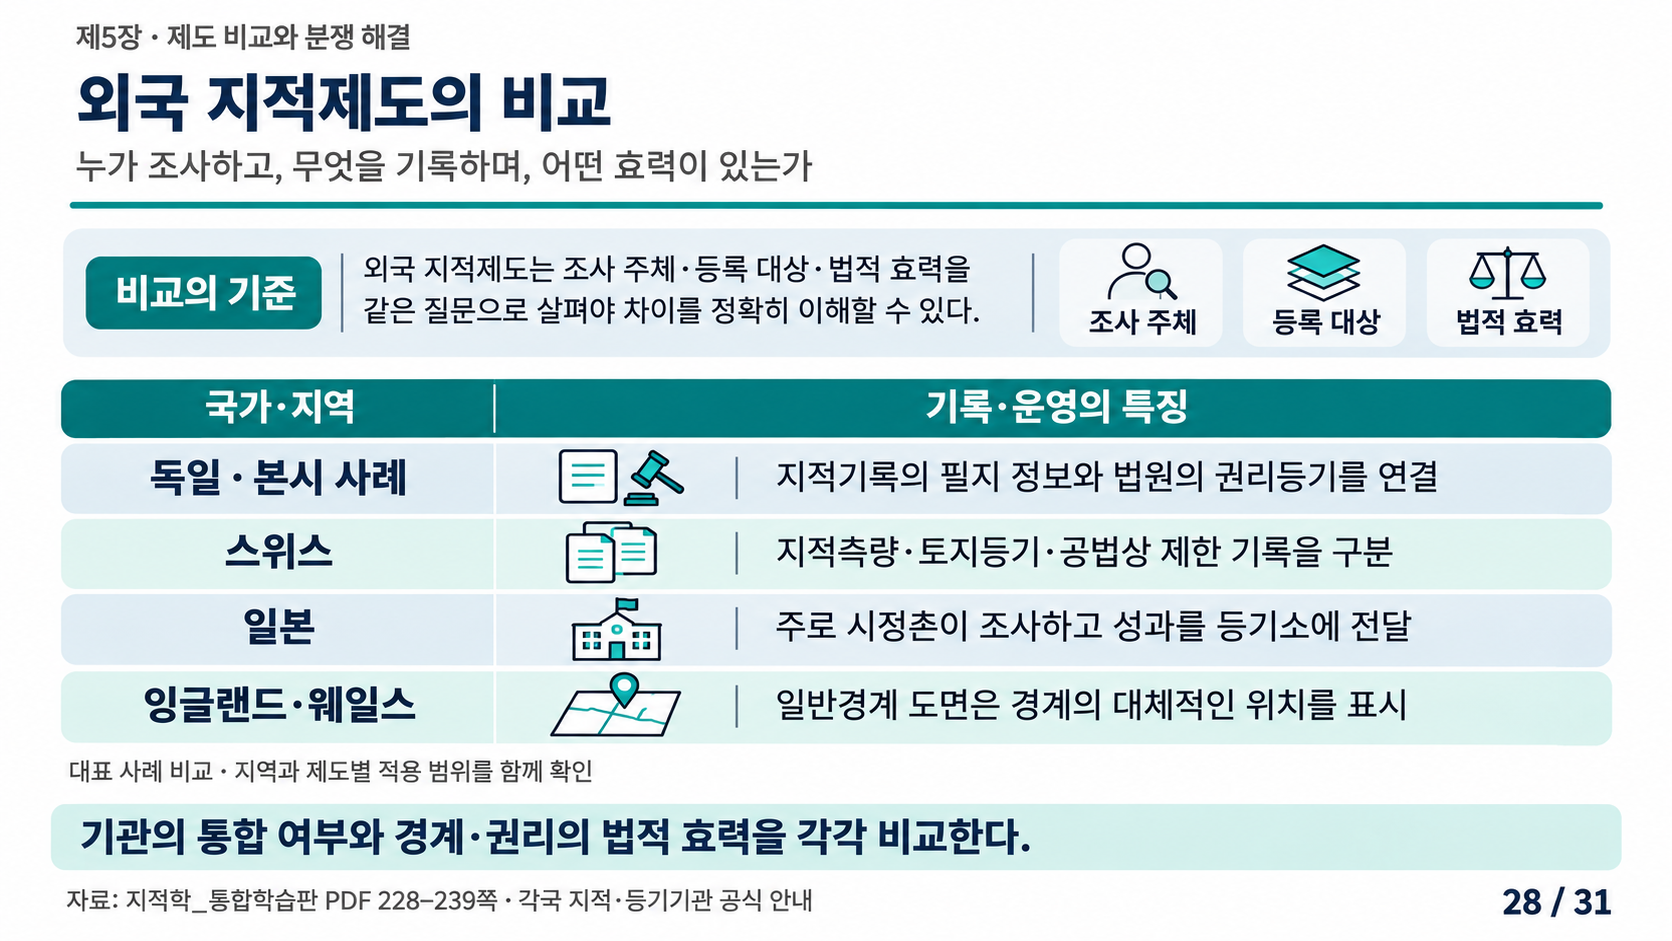 제5장 · 제도 비교와 분쟁 해결
외국 지적제도의 비교
누가 조사하고, 무엇을 기록하며, 어떤 효력이 있는가
비교의 기준
외국 지적제도는 조사 주체·등록 대상·법적 효력을
같은 질문으로 살펴야 차이를 정확히 이해할 수 있다.
조사 주체
등록 대상
법적 효력
국가·지역
기록·운영의 특징
독일 · 본시 사례
지적기록의 필지 정보와 법원의 권리등기를 연결
스위스
지적측량·토지등기·공법상 제한 기록을 구분
일본
주로 시정촌이 조사하고 성과를 등기소에 전달
잉글랜드·웨일스
일반경계 도면은 경계의 대체적인 위치를 표시
대표 사례 비교 · 지역과 제도별 적용 범위를 함께 확인
기관의 통합 여부와 경계·권리의 법적 효력을 각각 비교한다.
자료: 지적학_통합학습판 PDF 228–239쪽 · 각국 지적·등기기관 공식 안내
28 / 31